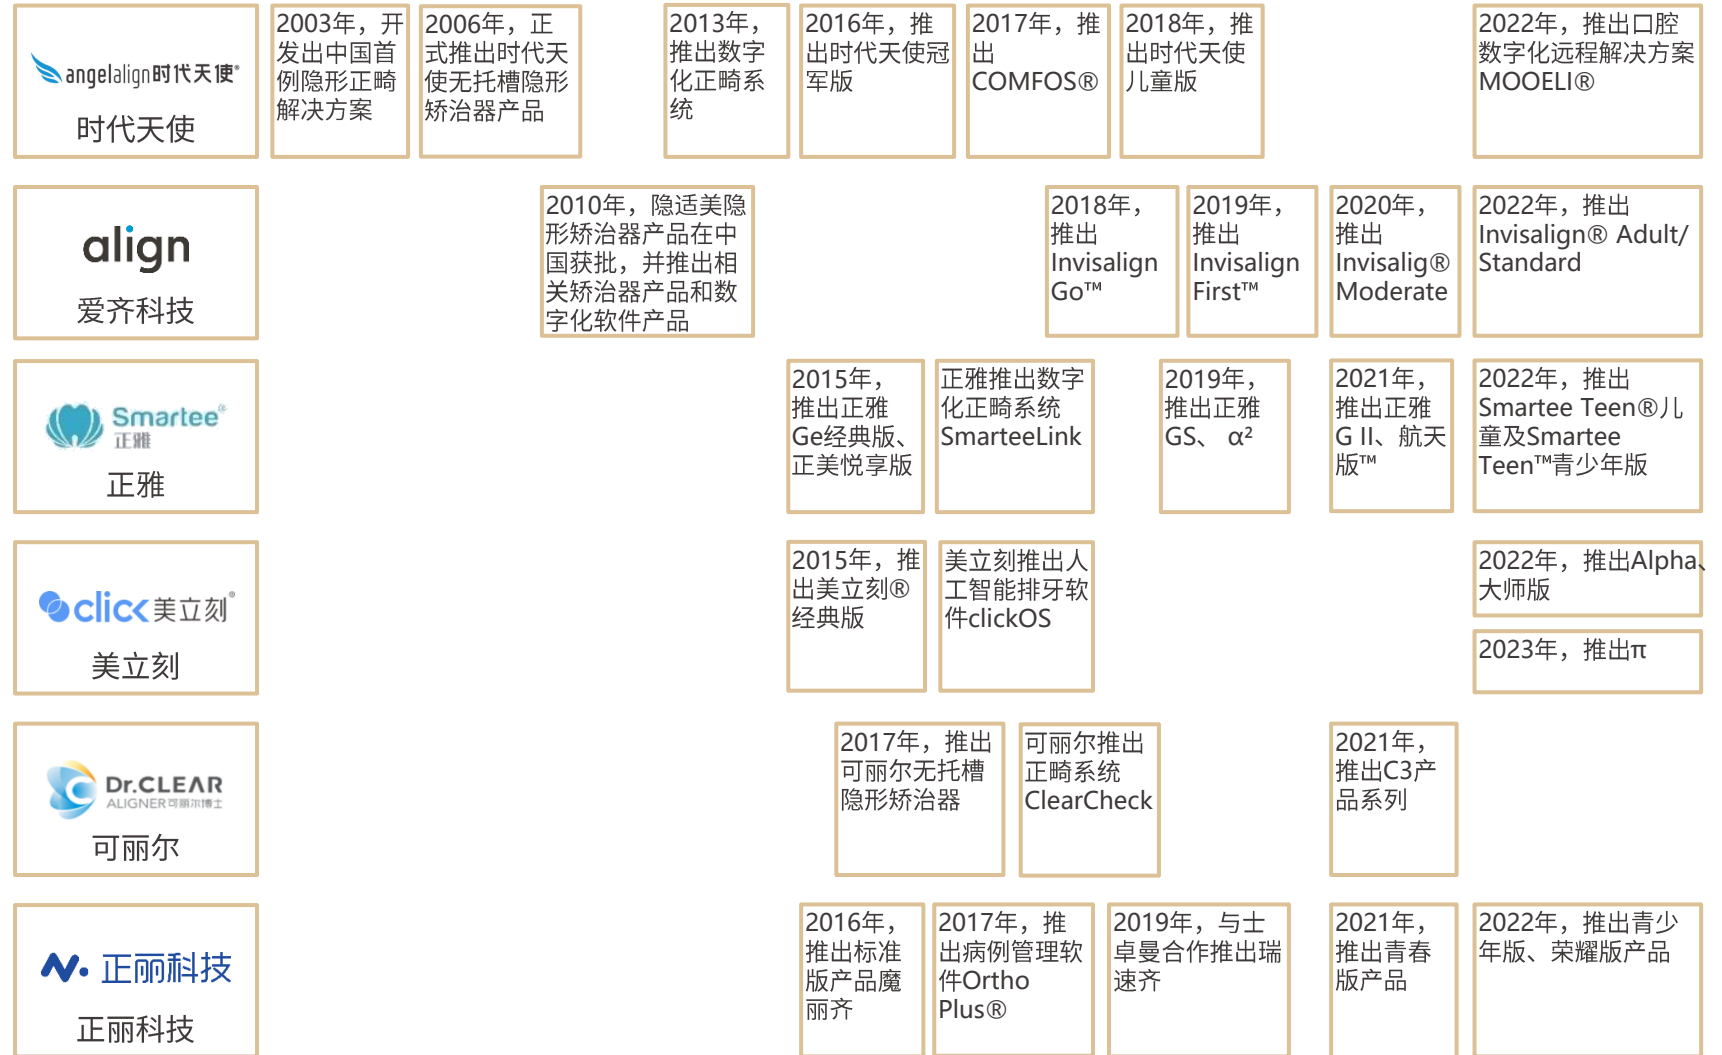 angelalign时代天使®
时代天使
2003年，开
发出中国首
例隐形正畸
解决方案
2006年，正
式推出时代天
使无托槽隐形
矫治器产品
2013年，
推出数字
化正畸系
统
2016年，推
出时代天使冠
军版
2017年，推
出
COMFOS®
2018年，推
出时代天使
儿童版
2022年，推出口腔
数字化远程解决方案
MOOELI®
align
爱齐科技
2010年，隐适美隐
形矫治器产品在中
国获批，并推出相
关矫治器产品和数
字化软件产品
2018年，
推出
Invisalign
Go™
2019年，
推出
Invisalign
First™
2020年，
推出
Invisalig®
Moderate
2022年，推出
Invisalign® Adult/
Standard
Smartee®
正雅
正雅
2015年，
推出正雅
Ge经典版、
正美悦享版
正雅推出数字
化正畸系统
SmarteeLink
2019年，
推出正雅
GS、 α²
2021年，
推出正雅
G II、航天
版™
2022年，推出
Smartee Teen®儿
童及Smartee
Teen™青少年版
click美立刻®
美立刻
2015年，推
出美立刻®
经典版
美立刻推出人
工智能排牙软
件clickOS
2022年，推出Alpha、
大师版
2023年，推出π
Dr.CLEAR
ALIGNER可丽尔博士
可丽尔
2017年，推出
可丽尔无托槽
隐形矫治器
可丽尔推出
正畸系统
ClearCheck
2021年，
推出C3产
品系列
正丽科技
正丽科技
2016年，
推出标准
版产品魔
丽齐
2017年，推
出病例管理软
件Ortho
Plus®
2019年，与士
卓曼合作推出瑞
速齐
2021年，
推出青春
版产品
2022年，推出青少
年版、荣耀版产品